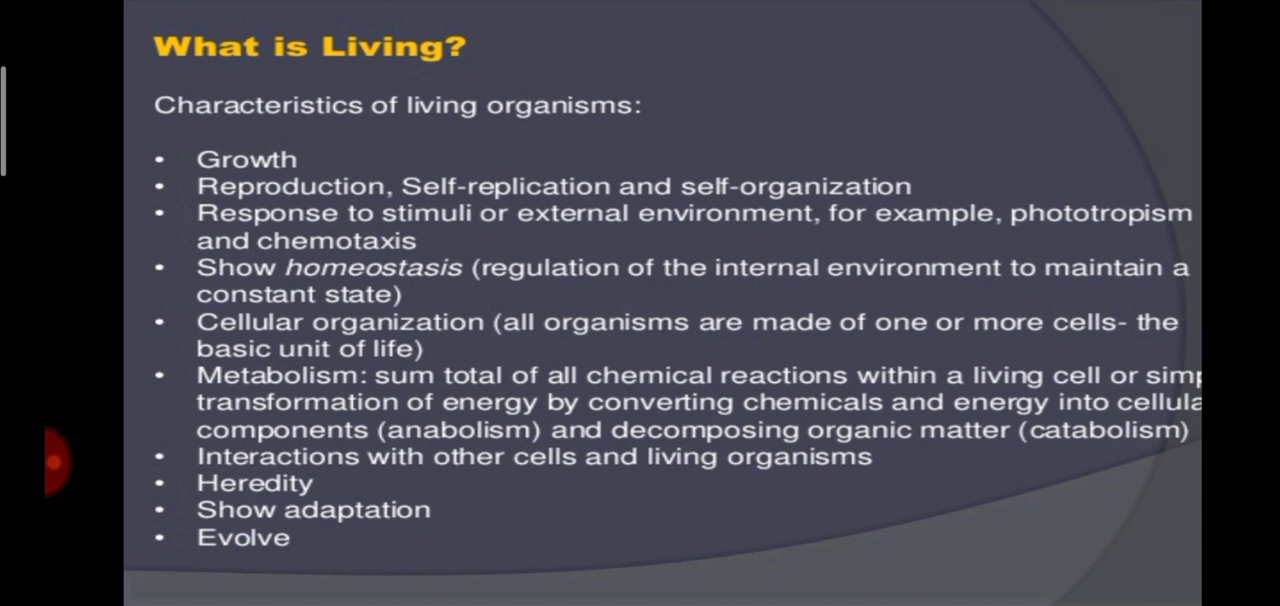 What is Living?
Characteristics of living organisms:
• Growth
• Reproduction, Self-replication and self-organization
• Response to stimuli or external environment, for example, phototropism
and chemotaxis
• Show homeostasis (regulation of the internal environment to maintain a
constant state)
• Cellular organization (all organisms are made of one or more cells- the
basic unit of life)
• Metabolism: sum total of all chemical reactions within a living cell or
transformation of energy by converting chemicals and energy into
components (anabolism) and decomposing organic matter (catabolism)
• Interactions with other cells and living organisms
• Heredity
• Show adaptation
• Evolve